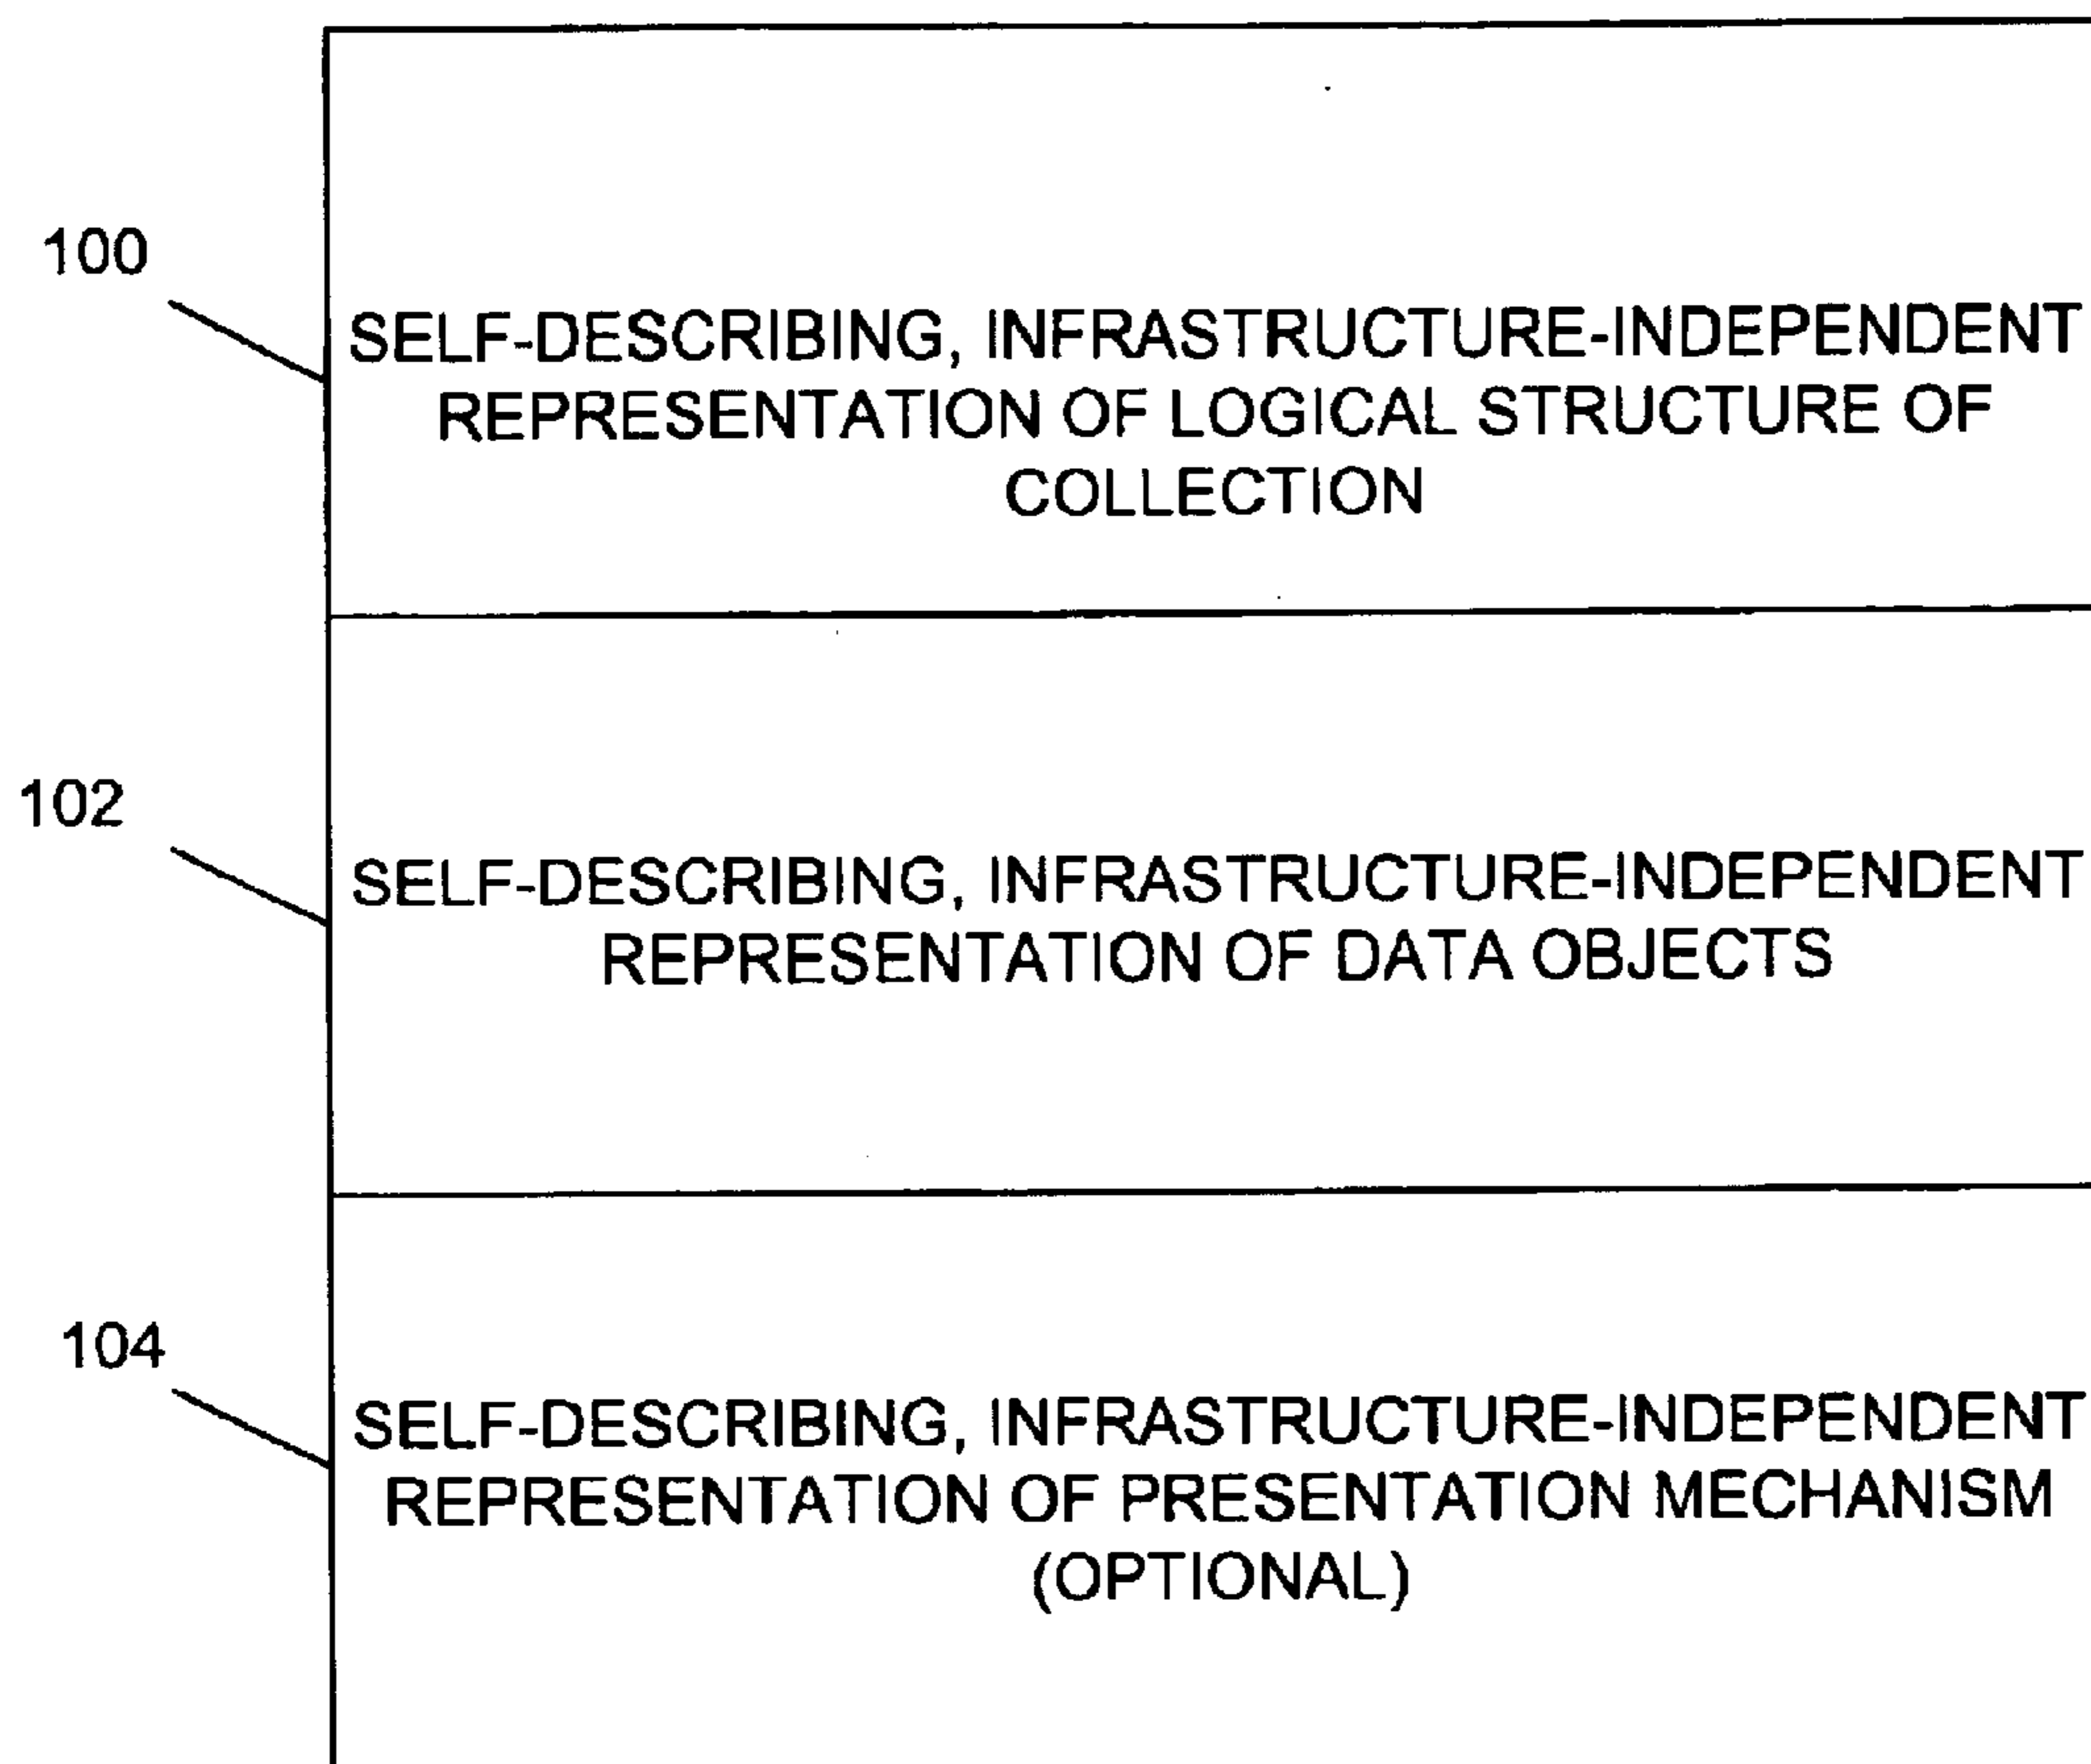 100
SELF-DESCRIBING, INFRASTRUCTURE-INDEPENDENT
REPRESENTATION OF LOGICAL STRUCTURE OF
COLLECTION
102
SELF-DESCRIBING, INFRASTRUCTURE-INDEPENDENT
REPRESENTATION OF DATA OBJECTS
104
SELF-DESCRIBING, INFRASTRUCTURE-INDEPENDENT
REPRESENTATION OF PRESENTATION MECHANISM
(OPTIONAL)